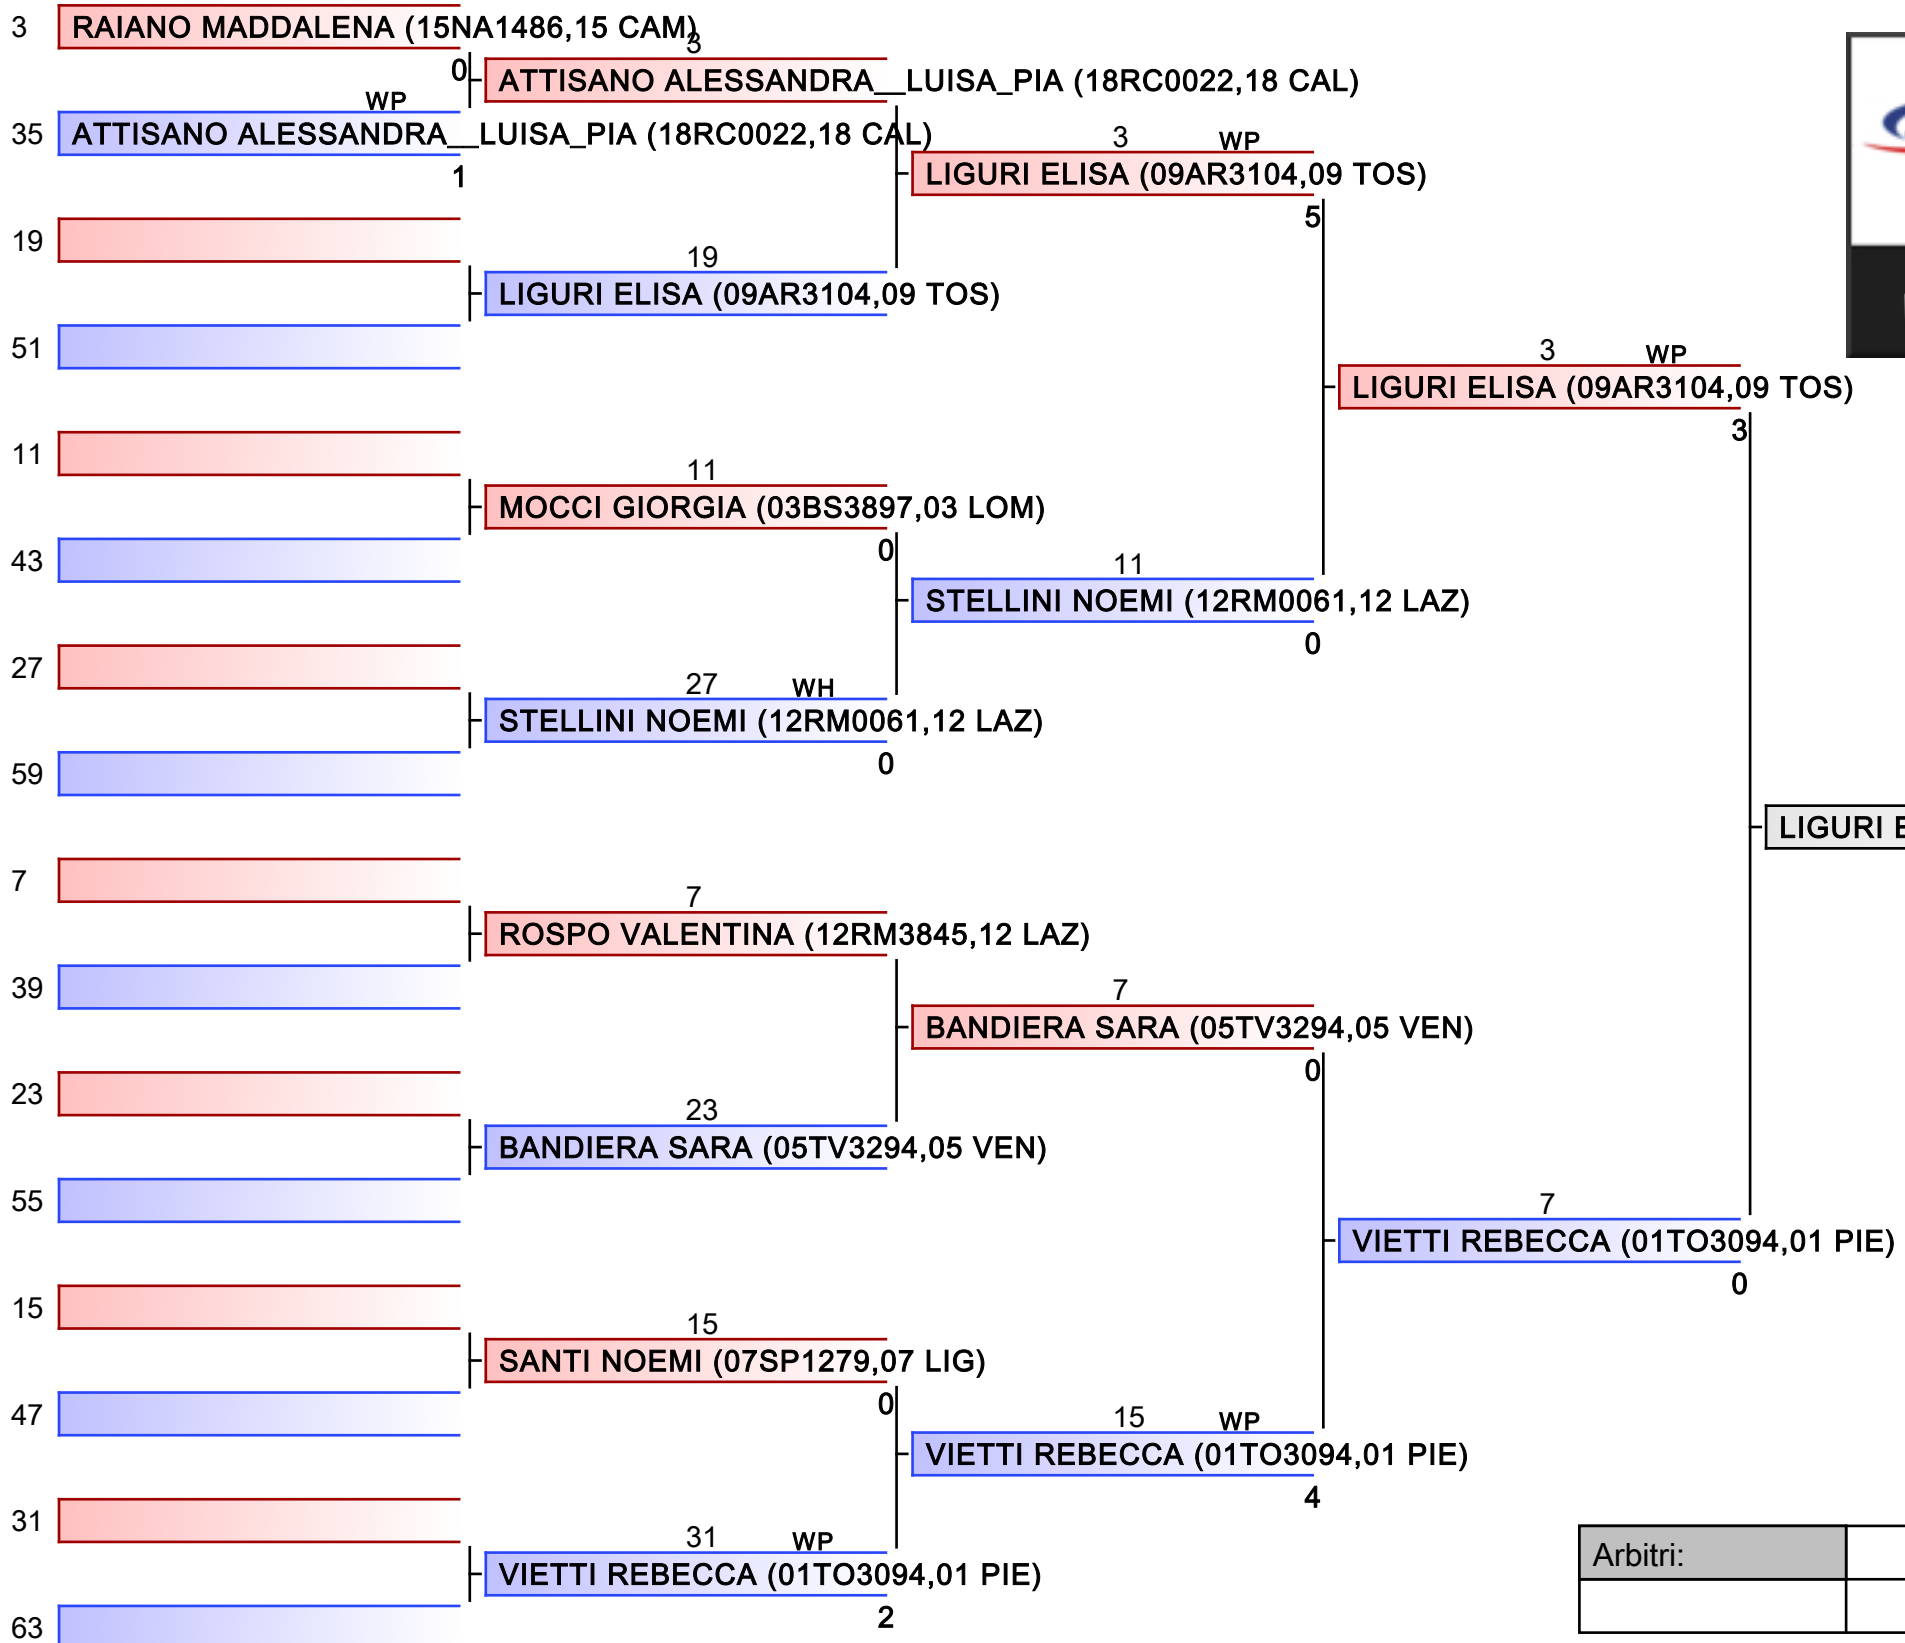 3 RAIANO MADDALENA (15NA1486,15 CAM)
3
0 ATTISANO ALESSANDRA__LUISA_PIA (18RC0022,18 CAL)
WP
35 ATTISANO ALESSANDRA__LUISA_PIA (18RC0022,18 CAL)
3 WP
LIGURI ELISA (09AR3104,09 TOS)
1
5
19
19
LIGURI ELISA (09AR3104,09 TOS)
51
3 WP
LIGURI ELISA (09AR3104,09 TOS)
3
11
11
MOCCI GIORGIA (03BS3897,03 LOM)
0
43
11
STELLINI NOEMI (12RM0061,12 LAZ)
0
27
27 WH
STELLINI NOEMI (12RM0061,12 LAZ)
0
59
LIGURI E
7
7
ROSPO VALENTINA (12RM3845,12 LAZ)
39
7
BANDIERA SARA (05TV3294,05 VEN)
0
23
23
BANDIERA SARA (05TV3294,05 VEN)
55
7
VIETTI REBECCA (01TO3094,01 PIE)
0
15
15
SANTI NOEMI (07SP1279,07 LIG)
0
47
15 WP
VIETTI REBECCA (01TO3094,01 PIE)
4
31
31 WP
VIETTI REBECCA (01TO3094,01 PIE)
2
63
Arbitri: